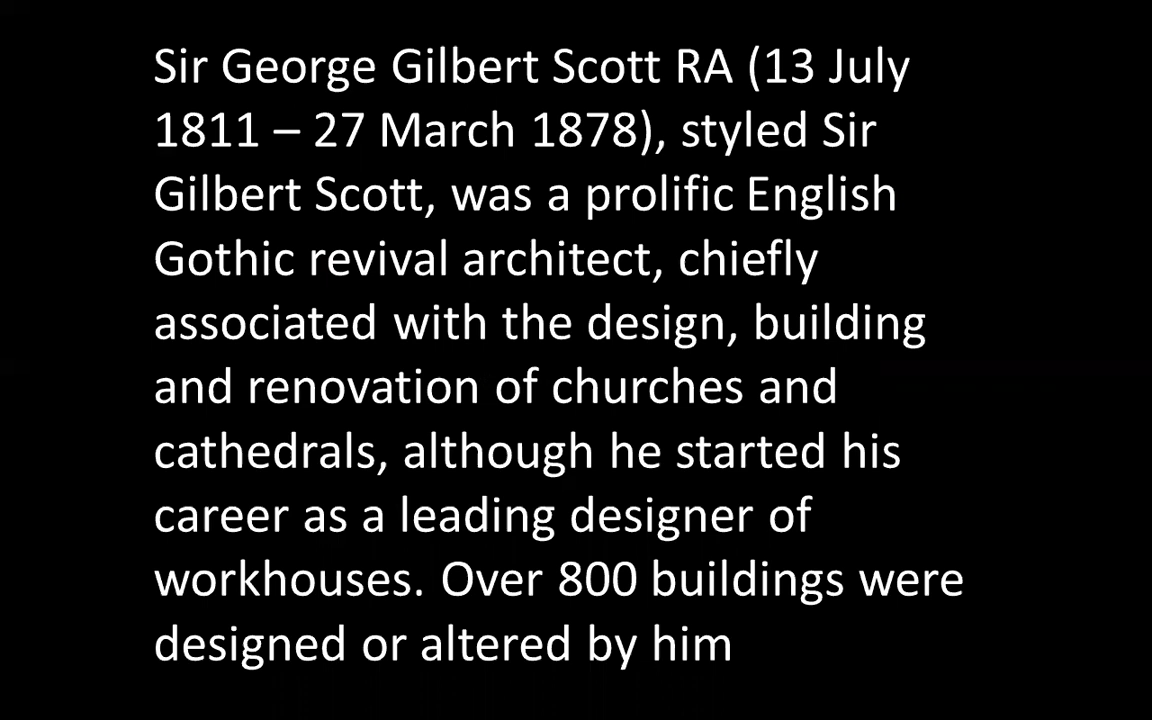 Sir George Gilbert Scott RA (13 July
1811 – 27 March 1878), styled Sir
Gilbert Scott, was a prolific English
Gothic revival architect, chiefly
associated with the design, building
and renovation of churches and
cathedrals, although he started his
career as a leading designer of
workhouses. Over 800 buildings were
designed or altered by him